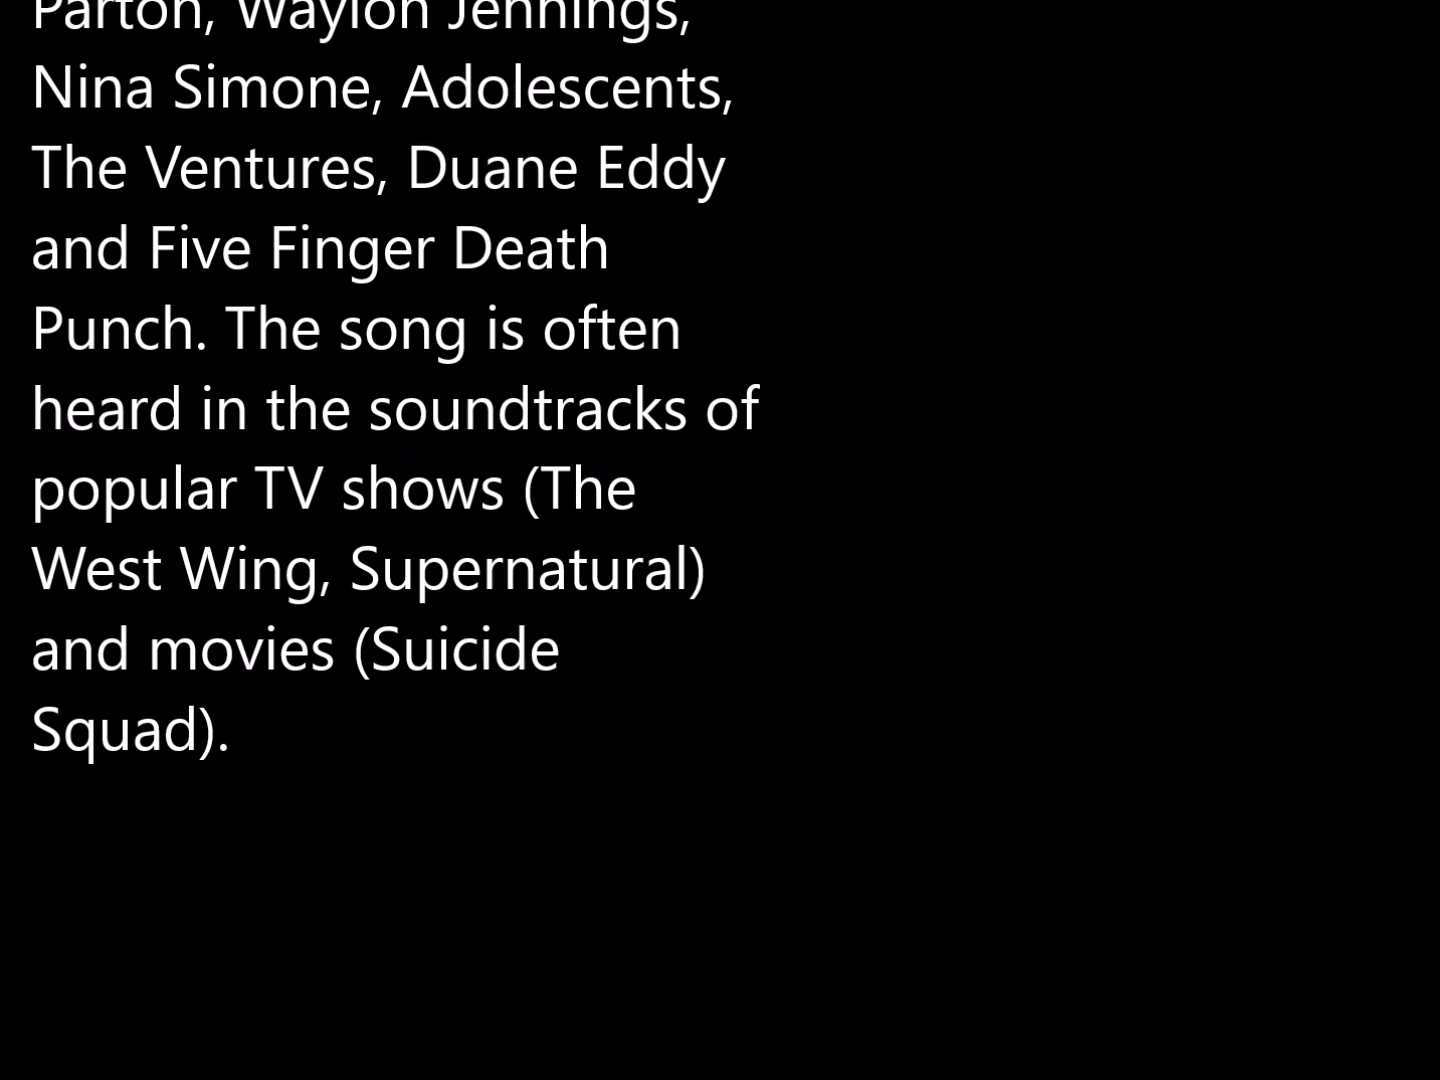 Parton, Waylon Jennings,
Nina Simone, Adolescents,
The Ventures, Duane Eddy
and Five Finger Death
Punch. The song is often
heard in the soundtracks of
popular TV shows (The
West Wing, Supernatural)
and movies (Suicide
Squad).